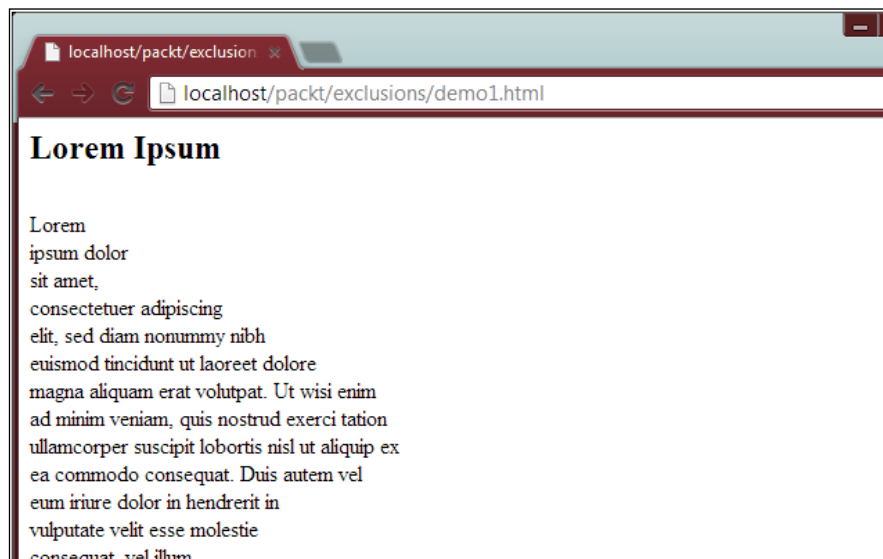 localhost/packt/exclusion
localhost/packt/exclusions/demo1.html
Lorem Ipsum
Lorem
ipsum dolor
sit amet,
consectetuer adipiscing
elit, sed diam nonummy nibh
euismod tincidunt ut laoreet dolore
magna aliquam erat volutpat. Ut wisi enim
ad minim veniam, quis nostrud exerci tation
ullamcorper suscipit lobortis nisl ut aliquip ex
ea commodo consequat. Duis autem vel
eum iriure dolor in hendrerit in
vulputate velit esse molestie
consequat, vel illum